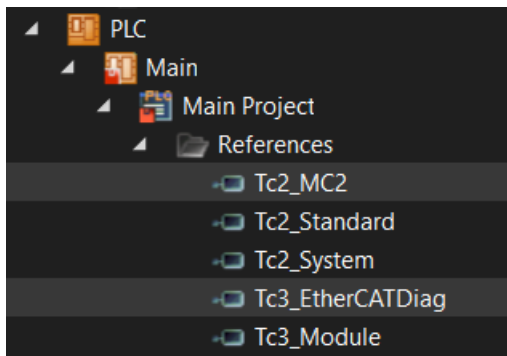 PLC
Main
Main Project
References
Tc2_MC2
Tc2_Standard
Tc2_System
Tc3_EtherCATDiag
Tc3_Module